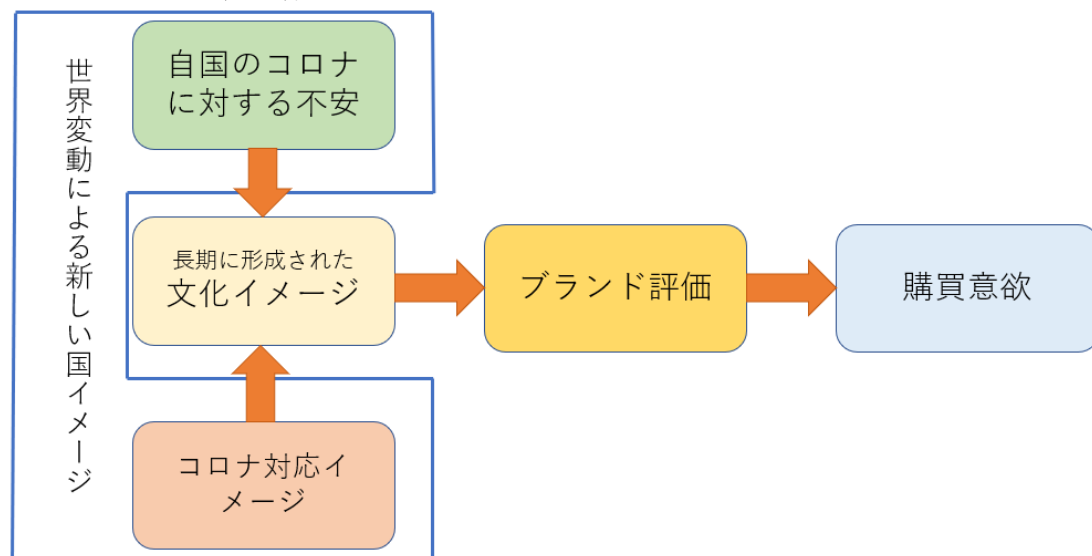 世界変動による新しい国イメージ
自国のコロナ
に対する不安
長期に形成された
文化イメージ
ブランド評価
購買意欲
コロナ対応イ
メージ